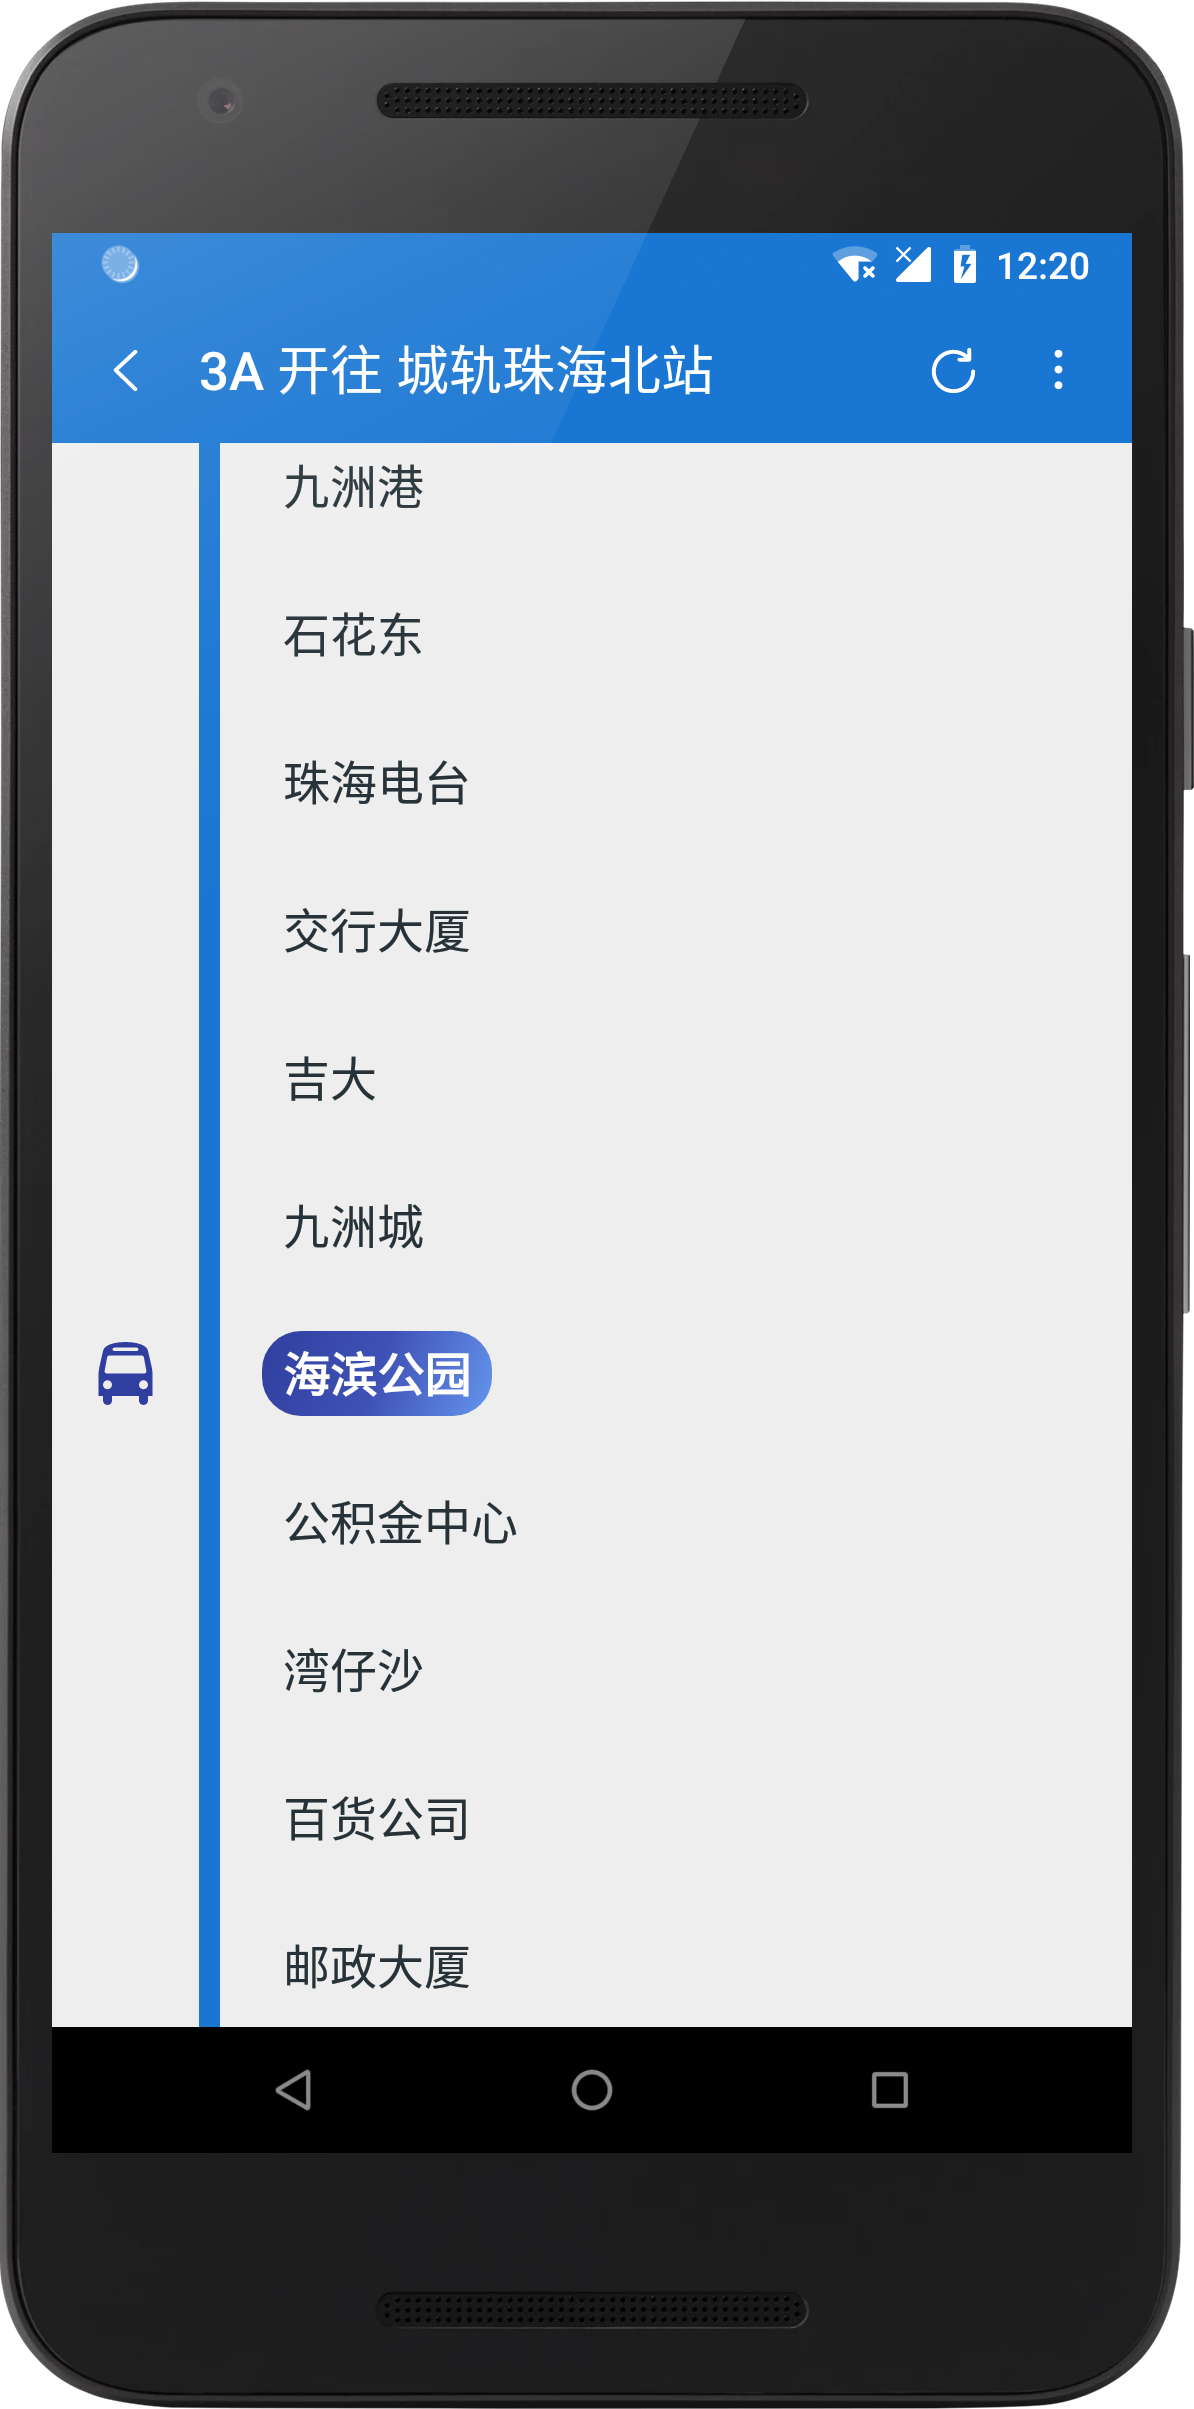 12:20
3A 开往 城轨珠海北站
九洲港
石花东
珠海电台
交行大厦
吉大
九洲城
海滨公园
公积金中心
湾仔沙
百货公司
邮政大厦